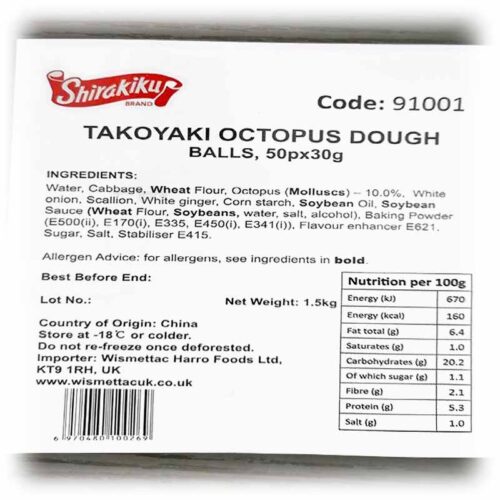 Shirakiku
BRAND
Code: 91001
TAKOYAKI OCTOPUS DOUGH
BALLS, 50px30g
INGREDIENTS:
Water, Cabbage, Wheat Flour, Octopus (Molluscs) – 10.0%, White
onion, Scallion, White ginger, Corn starch, Soybean Oil, Soybean
Sauce (Wheat Flour, Soybeans, water, salt, alcohol), Baking Powder
(E500(ii), E170(i), E335, E450(i), E341(i)), Flavour enhancer E621,
Sugar, Salt, Stabiliser E415.
Allergen Advice: for allergens, see ingredients in bold.
Best Before End:
Lot No.:
Net Weight: 1.5kg
Country of Origin: China
Store at -18℃ or colder.
Do not re-freeze once deforested.
Importer: Wismettac Harro Foods Ltd,
KT9 1RH, UK
www.wismettacuk.co.uk
6 970480 100269
Nutrition per 100g
Energy (kJ) 670
Energy (kcal) 160
Fat total (g) 6.4
Saturates (g) 1.0
Carbohydrates (g) 20.2
Of which sugar (g) 1.1
Fibre (g) 2.1
Protein (g) 5.3
Salt (g) 1.0